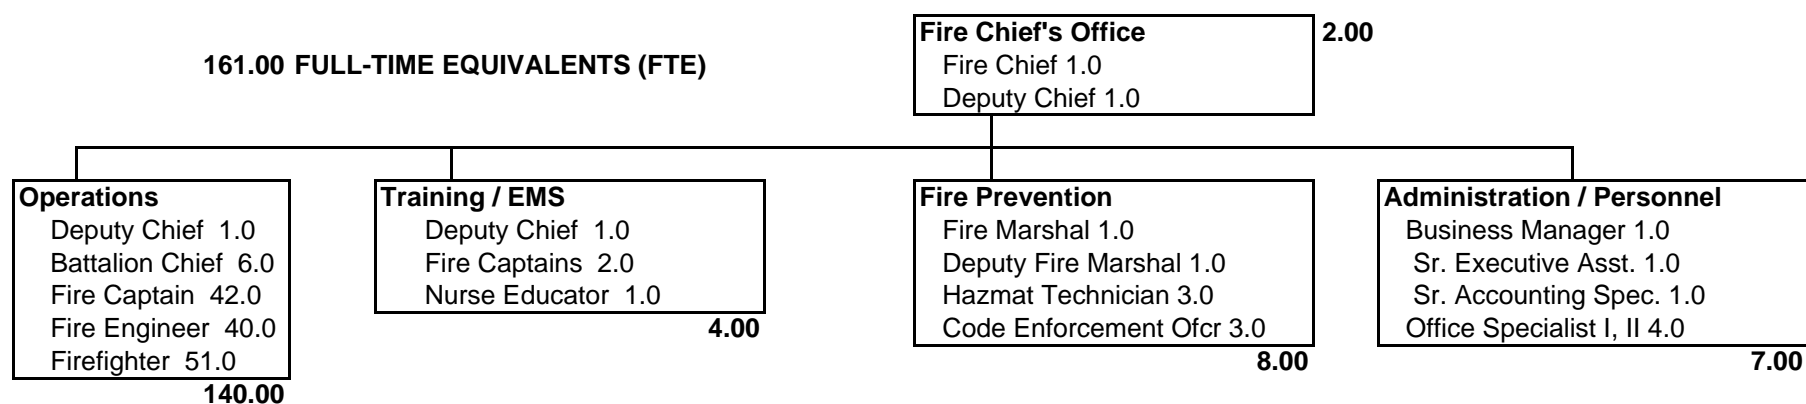 Fire Chief's Office 2.00
161.00 FULL-TIME EQUIVALENTS (FTE)
Fire Chief 1.0
Deputy Chief 1.0
Operations
Deputy Chief 1.0
Battalion Chief 6.0
Fire Captain 42.0
Fire Engineer 40.0
Firefighter 51.0
140.00
Training / EMS
Deputy Chief 1.0
Fire Captains 2.0
Nurse Educator 1.0
4.00
Fire Prevention
Fire Marshal 1.0
Deputy Fire Marshal 1.0
Hazmat Technician 3.0
Code Enforcement Ofcr 3.0
8.00
Administration / Personnel
Business Manager 1.0
Sr. Executive Asst. 1.0
Sr. Accounting Spec. 1.0
Office Specialist I, II 4.0
7.00